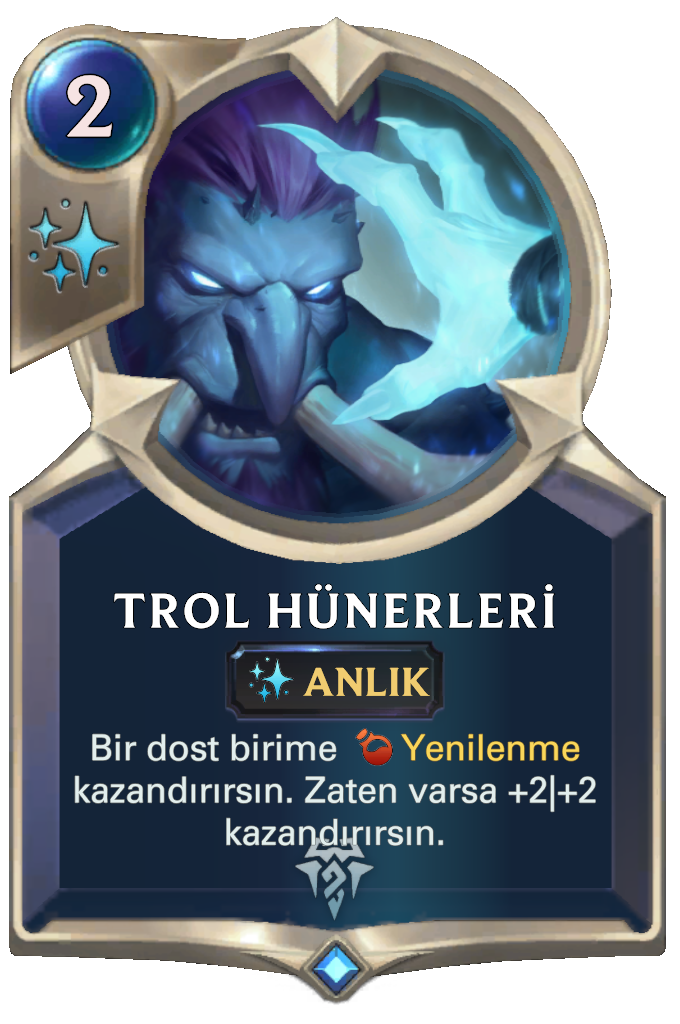 2
TROL HÜNERLERİ
ANLIK
Bir dost birime Yenilenme
kazandırırsın. Zaten varsa +2|+2
kazandırırsın.